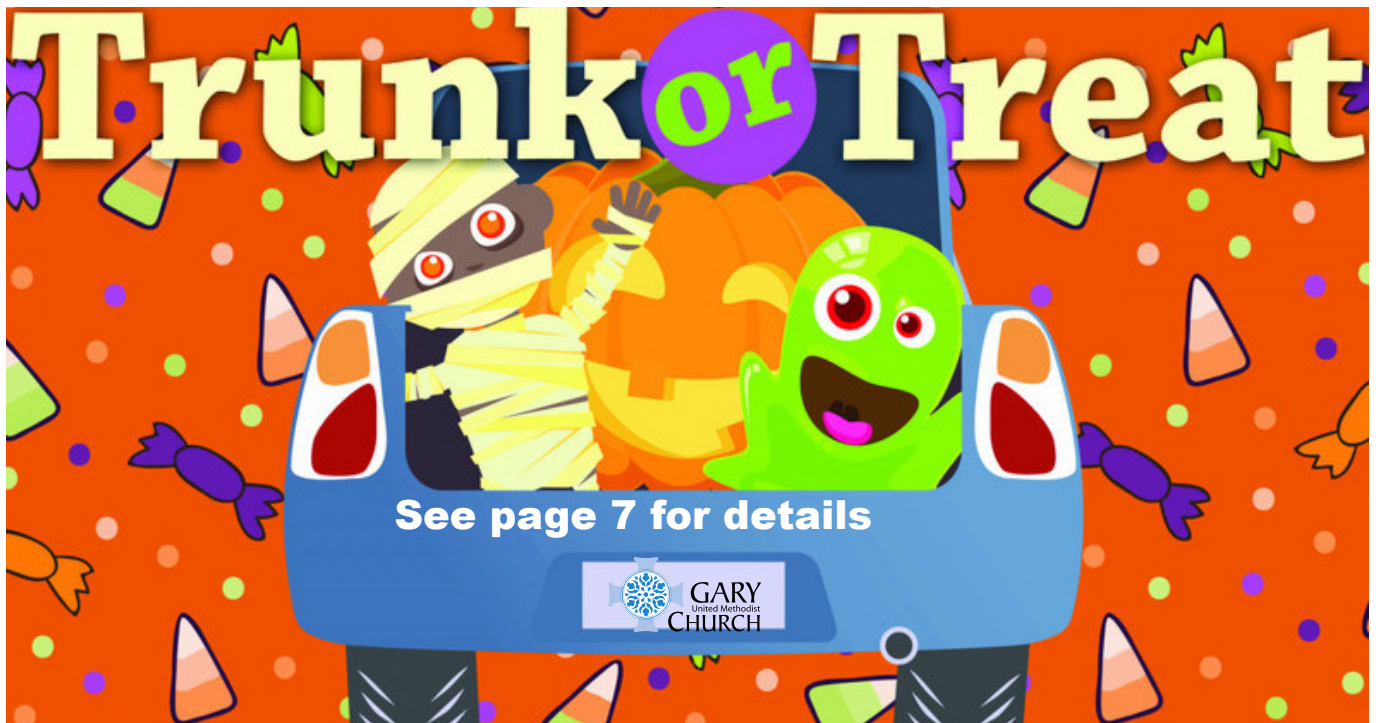 Trunk or Treat
See page 7 for details
GARY
United Methodist
CHURCH